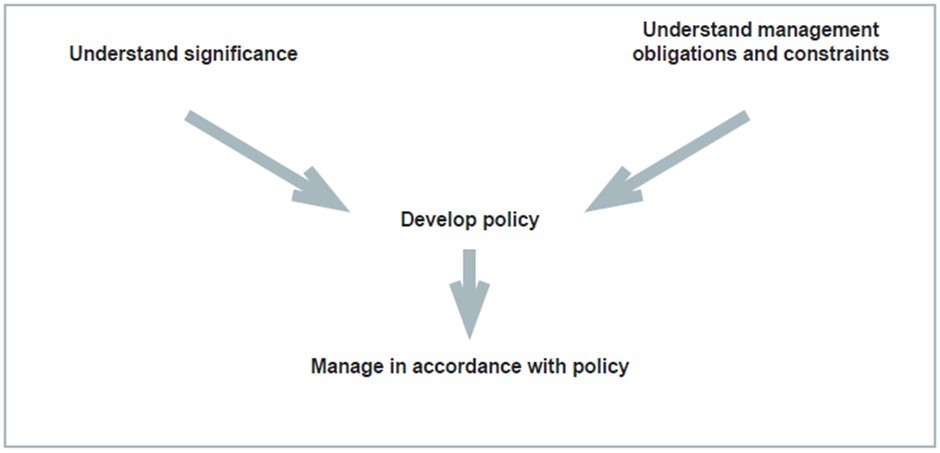 Understand significance
Understand management
obligations and constraints
Develop policy
Manage in accordance with policy